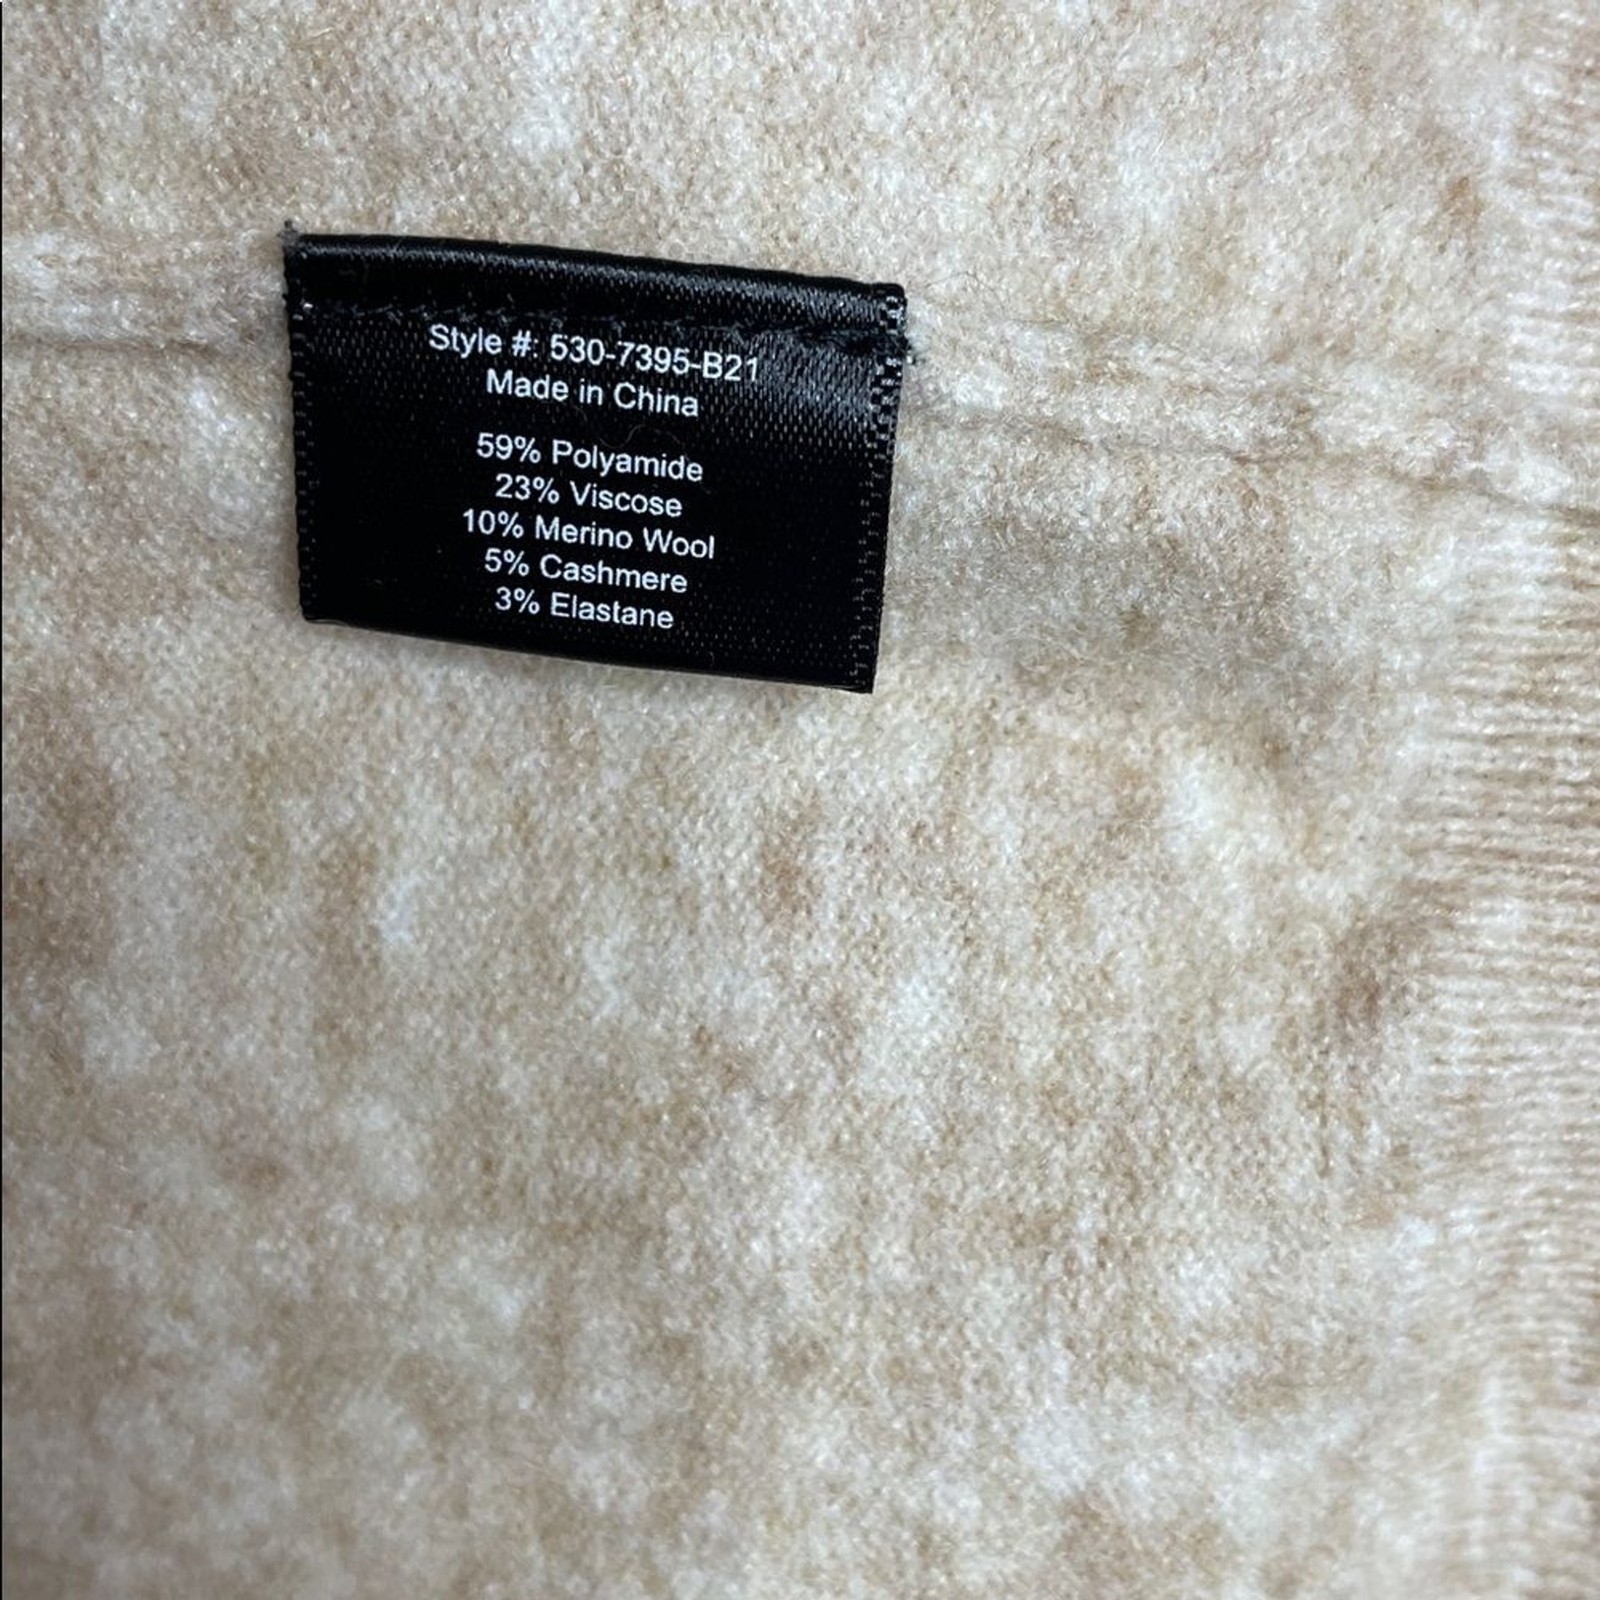 Style #: 530-7395-B21
Made in China
59% Polyamide
23% Viscose
10% Merino Wool
5% Cashmere
3% Elastane